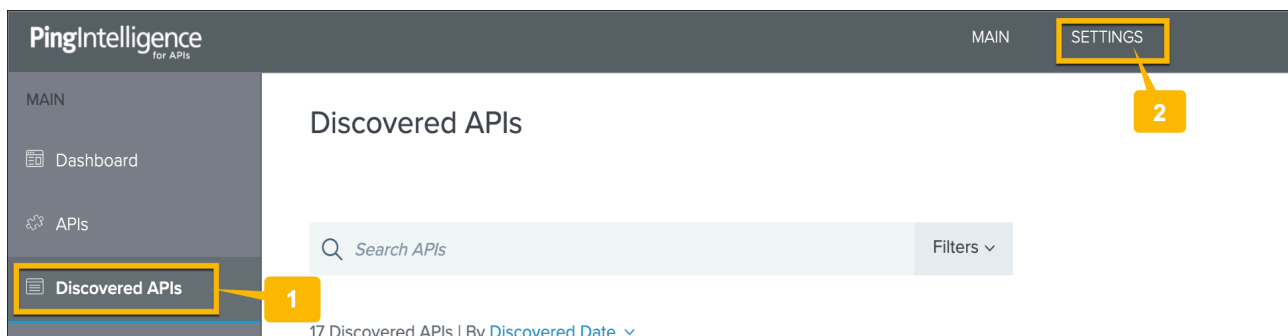 PingIntelligence
for APIs
MAIN
SETTINGS
MAIN
2
Discovered APIs
Dashboard
APIs
Search APIs
Filters
Discovered APIs
1
17 Discovered APIs | By Discovered Date